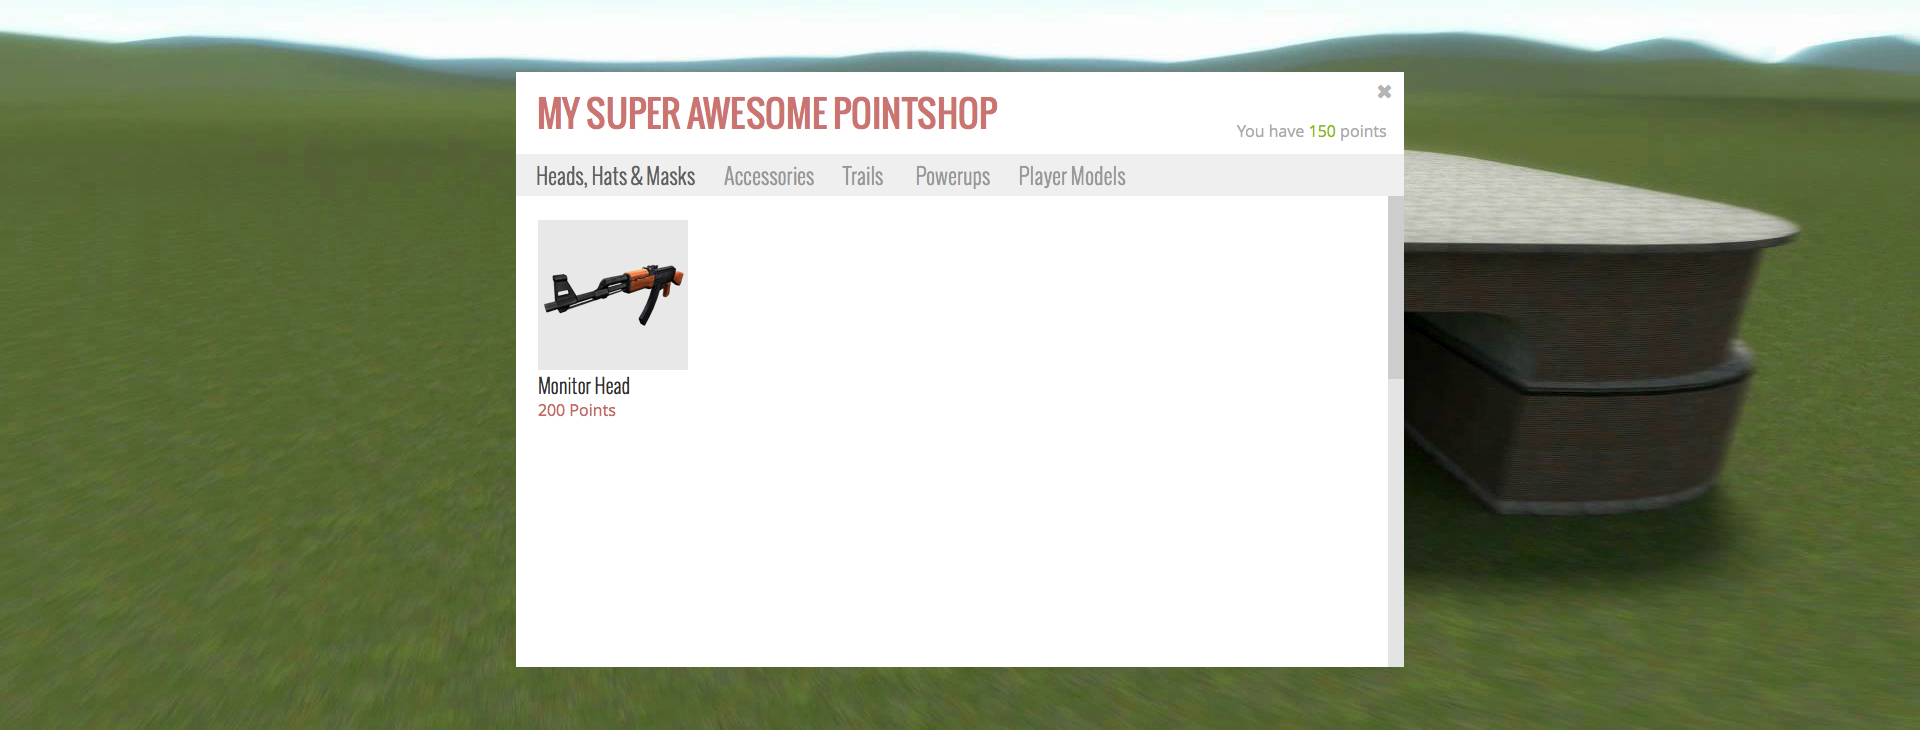 MY SUPER AWESOME POINTSHOP
You have 150 points
Heads, Hats & Masks Accessories Trails Powerups Player Models
Monitor Head
200 Points